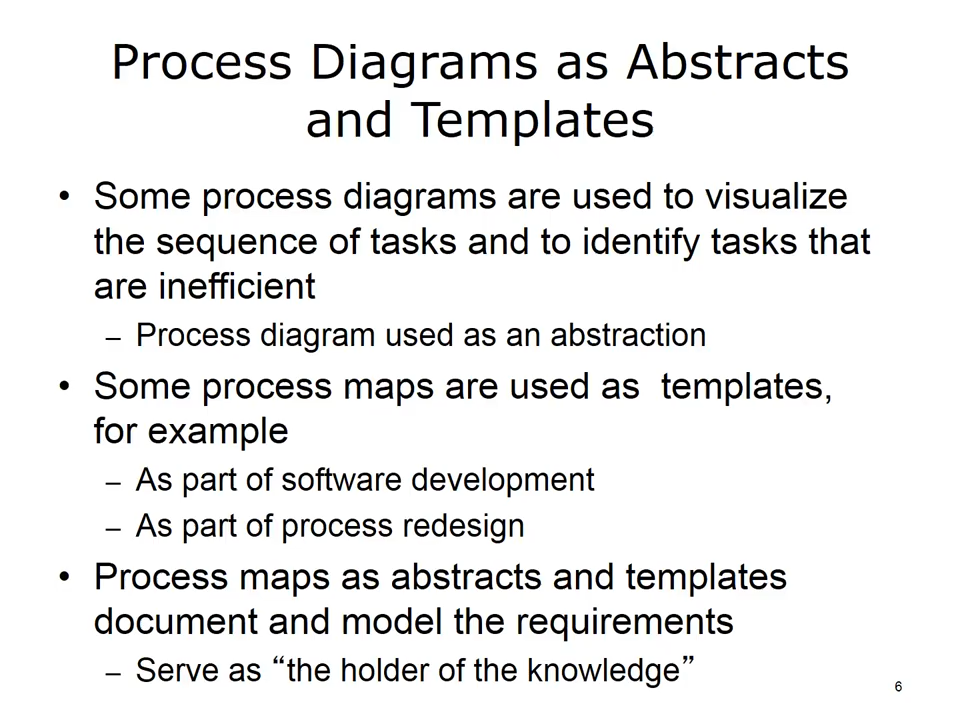 Process Diagrams as Abstracts
and Templates
• Some process diagrams are used to visualize
the sequence of tasks and to identify tasks that
are inefficient
– Process diagram used as an abstraction
• Some process maps are used as  templates,
for example
– As part of software development
– As part of process redesign
• Process maps as abstracts and templates
document and model the requirements
– Serve as “the holder of the knowledge”
6